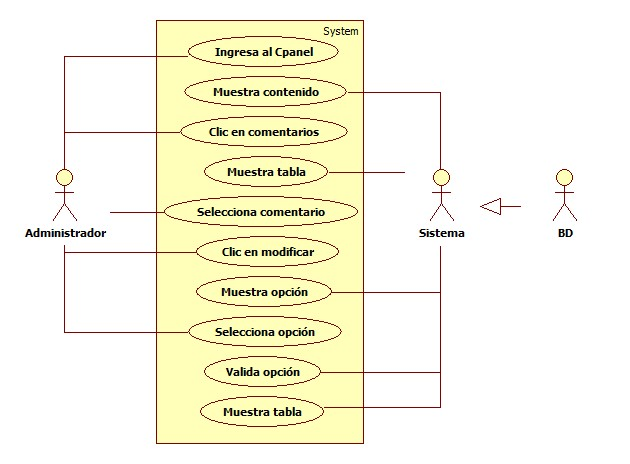 System
Ingresa al Cpanel
Muestra contenido
Clic en comentarios
Muestra tabla
Selecciona comentario
Administrador
Sistema
BD
Clic en modificar
Muestra opción
Selecciona opción
Valida opción
Muestra tabla